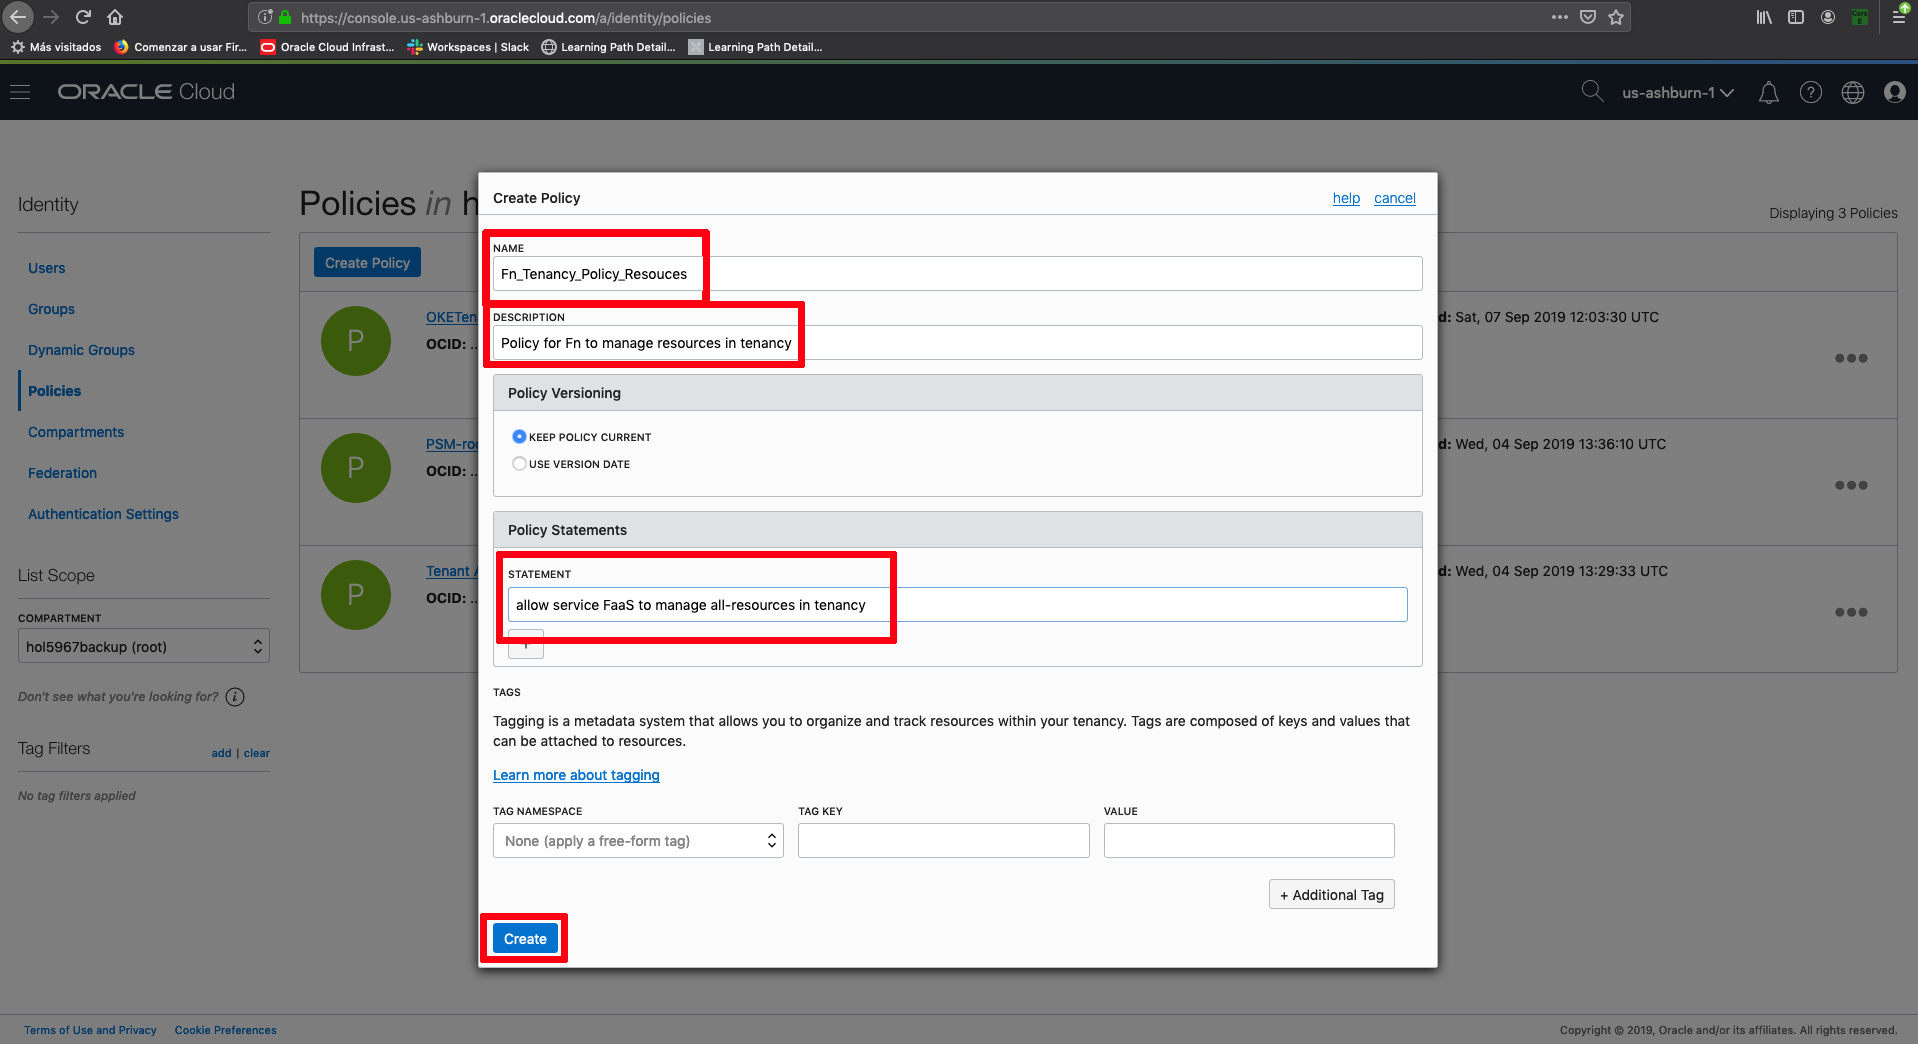 https://console.us-ashburn-1.oraclecloud.com/a/identity/policies
Más visitados
Comenzar a usar Fir...
Oracle Cloud Infrast...
Workspaces | Slack
Learning Path Detail...
Learning Path Detail...
ORACLE Cloud
us-ashburn-1
Identity
Users
Groups
Dynamic Groups
Policies
Compartments
Federation
Authentication Settings
List Scope
COMPARTMENT
hol5967backup (root)
Don't see what you're looking for?
Tag Filters
add | clear
No tag filters applied
Policies in h
Displaying 3 Policies
Create Policy
P
OKETen
OCID: ..
d: Sat, 07 Sep 2019 12:03:30 UTC
P
PSM-roo
OCID: ..
d: Wed, 04 Sep 2019 13:36:10 UTC
P
Tenant A
OCID: ..
d: Wed, 04 Sep 2019 13:29:33 UTC
Create Policy
help
cancel
NAME
Fn_Tenancy_Policy_Resouces
DESCRIPTION
Policy for Fn to manage resources in tenancy
Policy Versioning
KEEP POLICY CURRENT
USE VERSION DATE
Policy Statements
STATEMENT
allow service FaaS to manage all-resources in tenancy
+
TAGS
Tagging is a metadata system that allows you to organize and track resources within your tenancy. Tags are composed of keys and values that
can be attached to resources.
Learn more about tagging
TAG NAMESPACE
TAG KEY
VALUE
None (apply a free-form tag)
+ Additional Tag
Create
Terms of Use and Privacy
Cookie Preferences
Copyright © 2019, Oracle and/or its affiliates. All rights reserved.